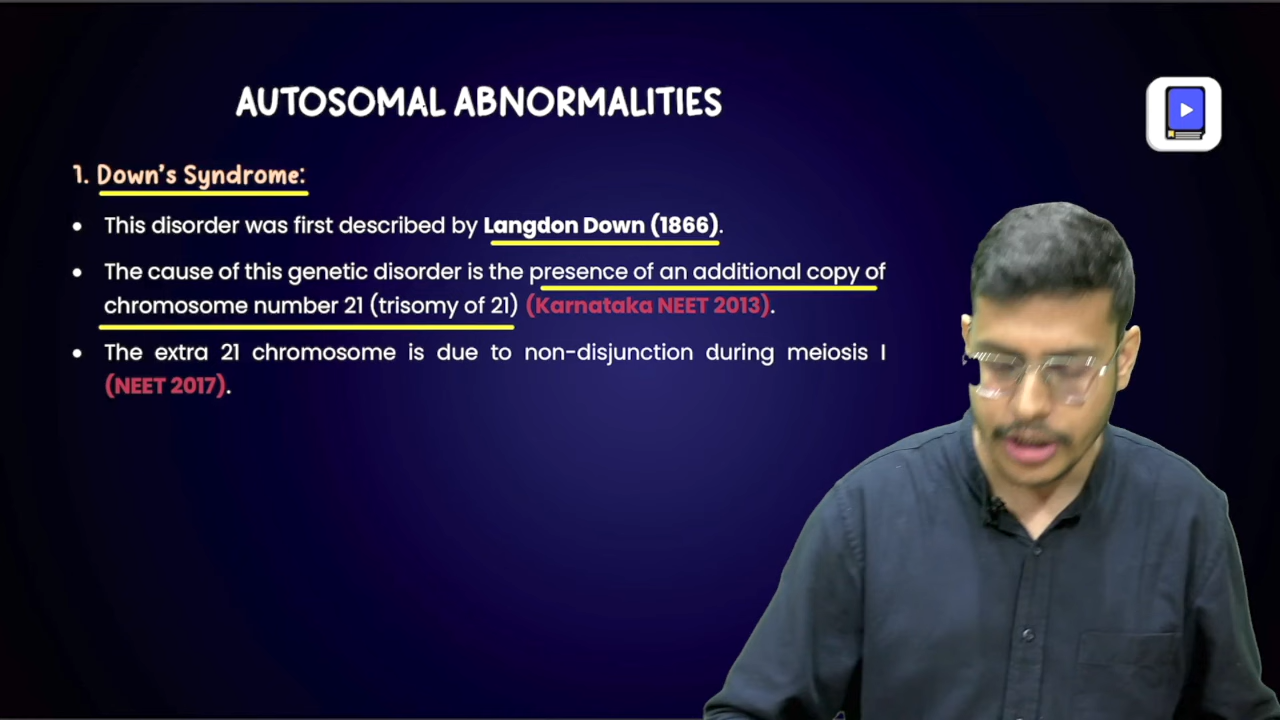 AUTOSOMAL ABNORMALITIES
1. Down's Syndrome:
• This disorder was first described by Langdon Down (1866).
• The cause of this genetic disorder is the presence of an additional copy of
chromosome number 21 (trisomy of 21) (Karnataka NEET 2013).
• The extra 21 chromosome is due to non-disjunction during meiosis I
(NEET 2017).